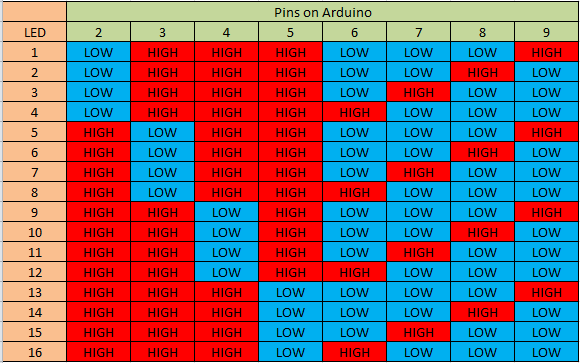 Pins on Arduino
LED 2 3 4 5 6 7 8 9
1 LOW HIGH HIGH HIGH LOW LOW LOW HIGH
2 LOW HIGH HIGH HIGH LOW LOW HIGH LOW
3 LOW HIGH HIGH HIGH LOW HIGH LOW LOW
4 LOW HIGH HIGH HIGH HIGH LOW LOW LOW
5 HIGH LOW HIGH HIGH LOW LOW LOW HIGH
6 HIGH LOW HIGH HIGH LOW LOW HIGH LOW
7 HIGH LOW HIGH HIGH LOW HIGH LOW LOW
8 HIGH LOW HIGH HIGH HIGH LOW LOW LOW
9 HIGH HIGH LOW HIGH LOW LOW LOW HIGH
10 HIGH HIGH LOW HIGH LOW LOW HIGH LOW
11 HIGH HIGH LOW HIGH LOW HIGH LOW LOW
12 HIGH HIGH LOW HIGH HIGH LOW LOW LOW
13 HIGH HIGH HIGH LOW LOW LOW LOW HIGH
14 HIGH HIGH HIGH LOW LOW LOW HIGH LOW
15 HIGH HIGH HIGH LOW LOW HIGH LOW LOW
16 HIGH HIGH HIGH LOW HIGH LOW LOW LOW